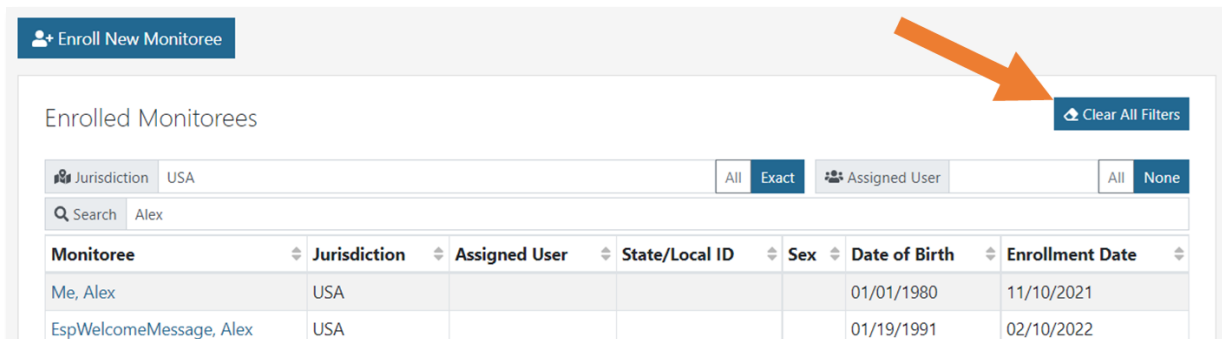 Enroll New Monitoree
Enrolled Monitorees
Clear All Filters
Jurisdiction USA All Exact Assigned User All None
Search Alex
Monitoree Jurisdiction Assigned User State/Local ID Sex Date of Birth Enrollment Date
Me, Alex USA 01/01/1980 11/10/2021
EspWelcomeMessage, Alex USA 01/19/1991 02/10/2022